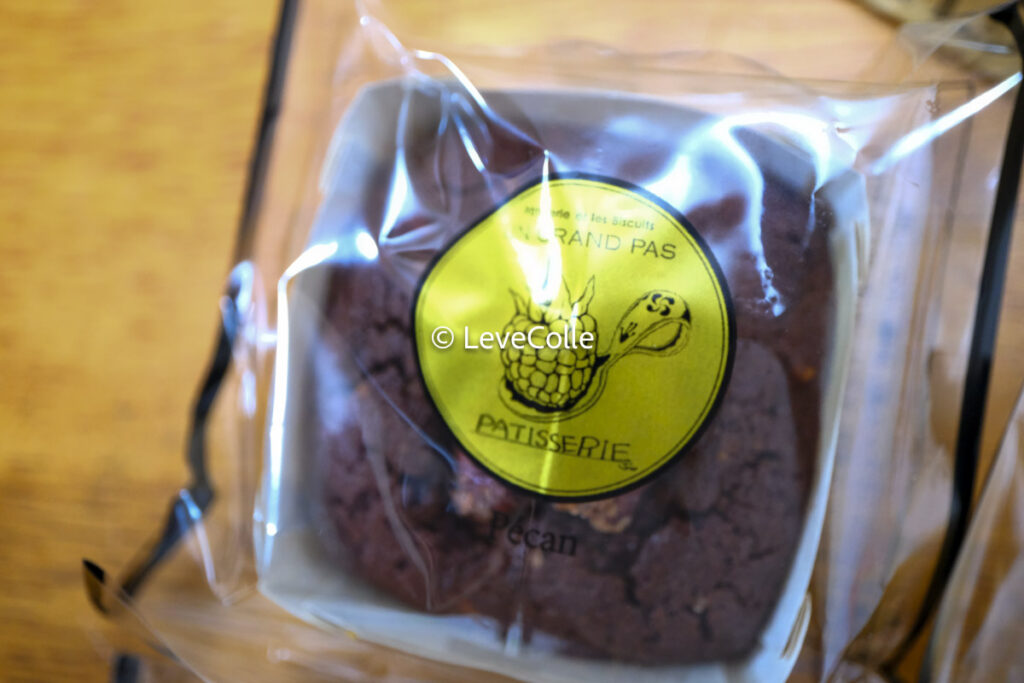 et les Biscuits
GRAND PAS
© LeveColle
PATISSERIE
Pécan